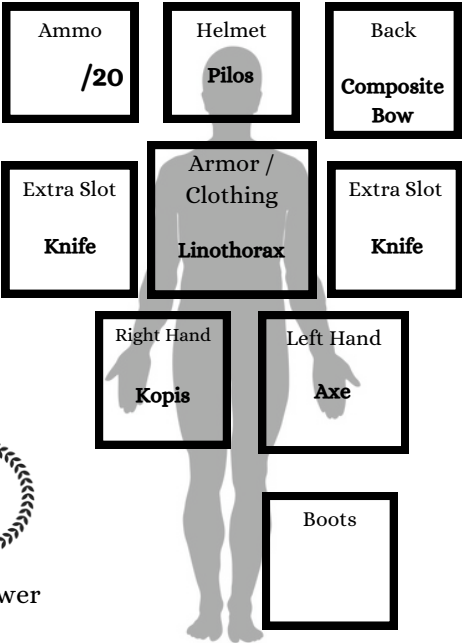 Ammo
/20
Helmet
Pilos
Back
Composite
Bow
Extra Slot
Knife
Armor /
Clothing
Linothorax
Extra Slot
Knife
Right Hand
Kopis
Left Hand
Axe
Boots
wer